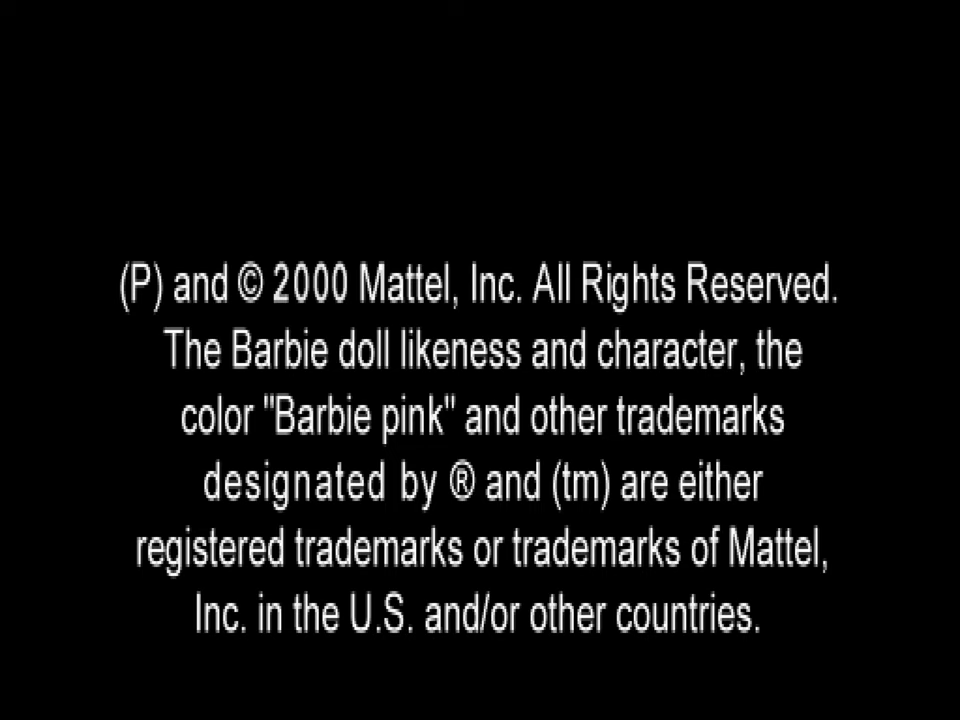 (P) and © 2000 Mattel, Inc. All Rights Reserved.
The Barbie doll likeness and character, the
color "Barbie pink" and other trademarks
designated by ® and (tm) are either
registered trademarks or trademarks of Mattel,
Inc. in the U.S. and/or other countries.